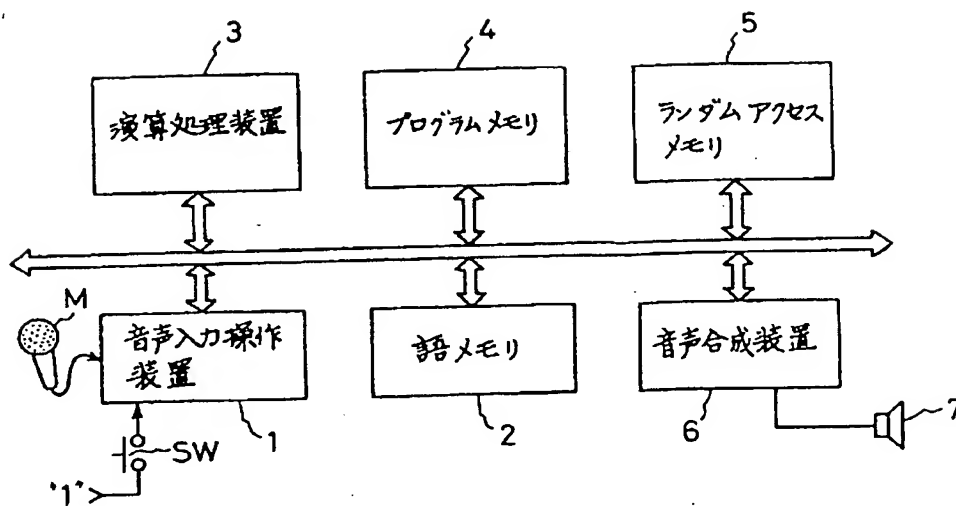 3
4
5
演算処理装置
プログラムメモリ
ランダムアクセス
メモリ
M
音声入力操作
装置
語メモリ
音声合成装置
1
2
6
7
SW
"1"